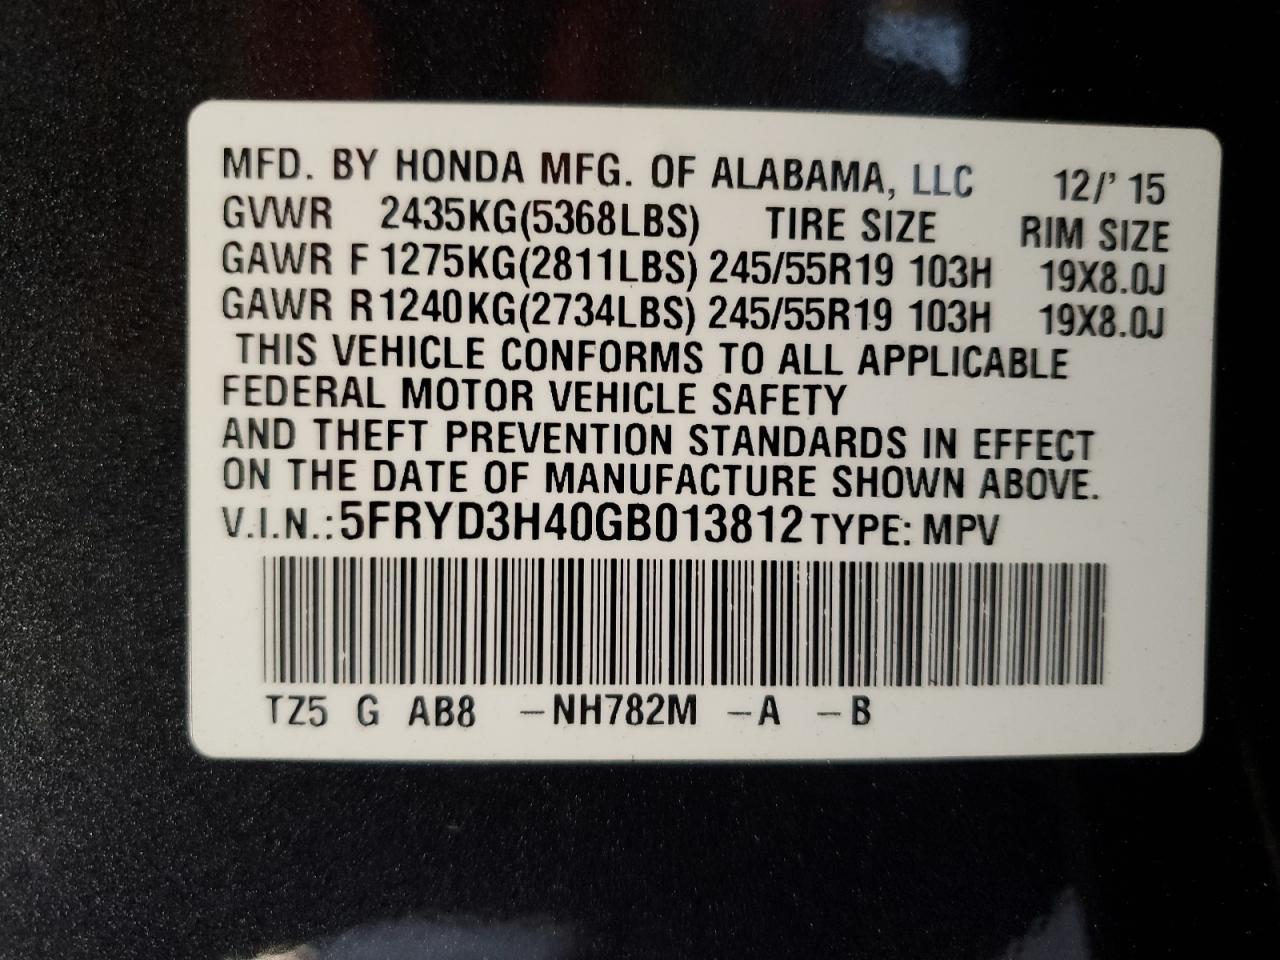 MFD. BY HONDA MFG. OF ALABAMA, LLC 12/' 15
GVWR 2435KG(5368LBS) TIRE SIZE RIM SIZE
GAWR F 1275KG(2811LBS) 245/55R19 103H 19X8.0J
GAWR R 1240KG(2734LBS) 245/55R19 103H 19X8.0J
THIS VEHICLE CONFORMS TO ALL APPLICABLE
FEDERAL MOTOR VEHICLE SAFETY
AND THEFT PREVENTION STANDARDS IN EFFECT
ON THE DATE OF MANUFACTURE SHOWN ABOVE.
V.I.N.: 5FRYD3H40GB013812 TYPE: MPV
TZ5 G AB8 –NH782M –A –B